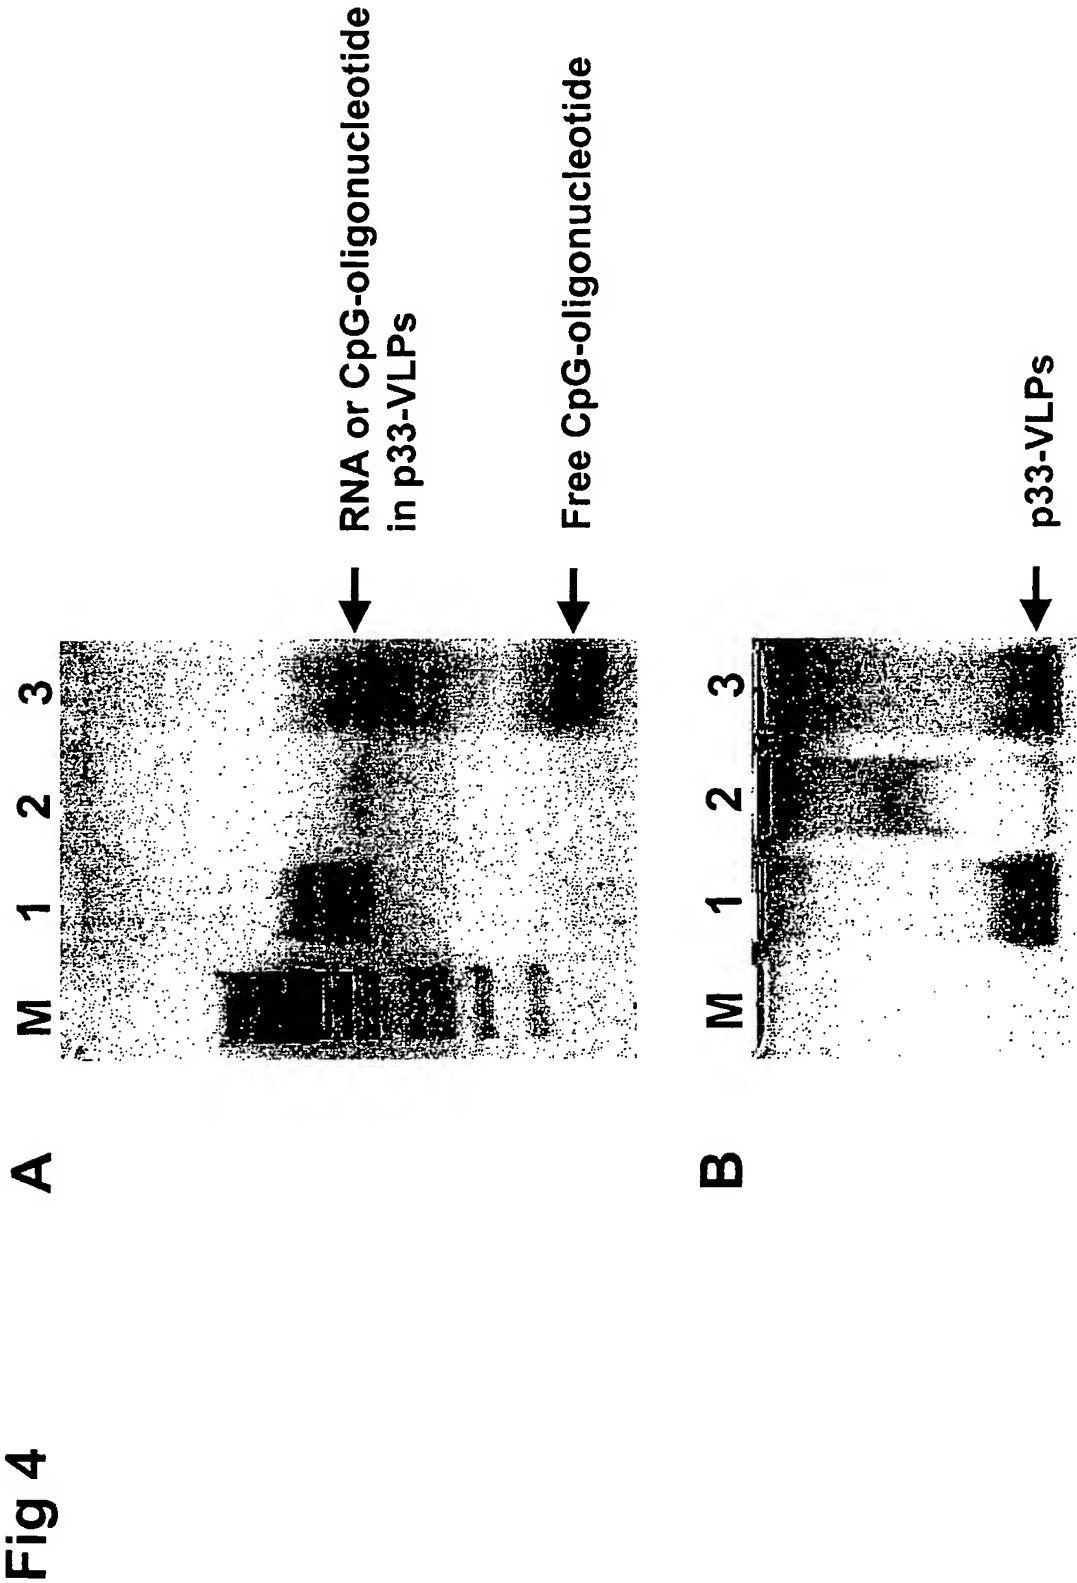 Fig 4
A
M 1 2 3
RNA or CpG-oligonucleotide
in p33-VLPs
Free CpG-oligonucleotide
B
M 1 2 3
p33-VLPs